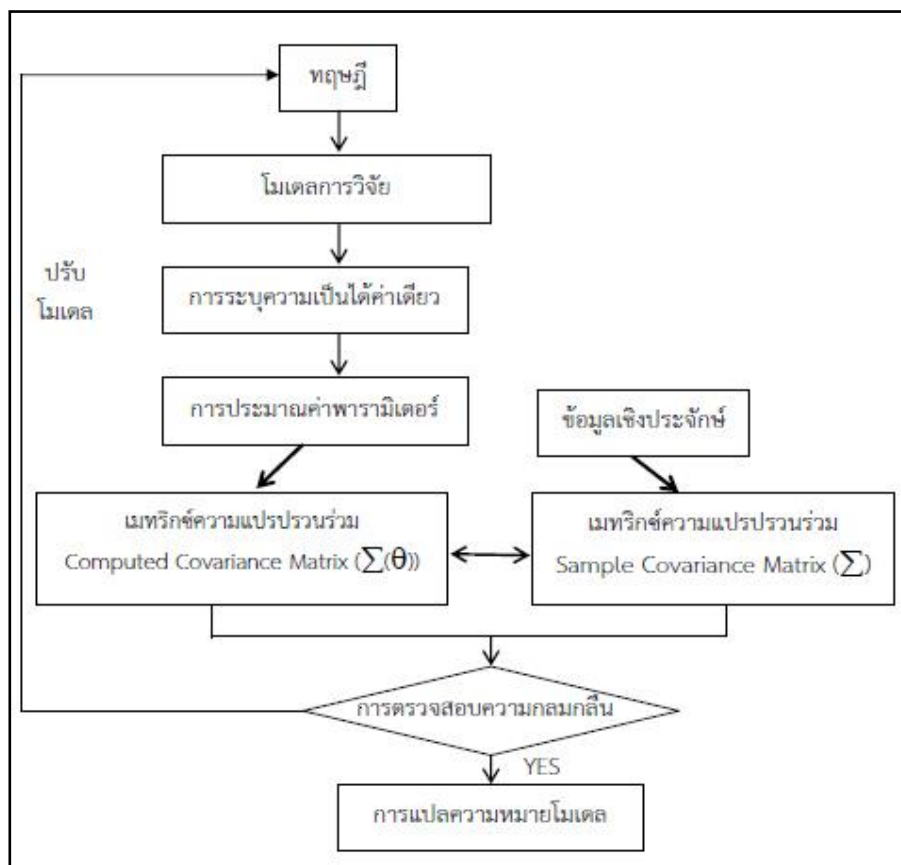 ทฤษฎี
โมเดลการวิจัย
ปรับ
โมเดล
การระบุความเป็นได้ค่าเดียว
การประมาณค่าพารามิเตอร์
ข้อมูลเชิงประจักษ์
เมทริกซ์ความแปรปรวนร่วม
Computed Covariance Matrix (∑(θ))
เมทริกซ์ความแปรปรวนร่วม
Sample Covariance Matrix (∑)
การตรวจสอบความกลมกลืน
YES
การแปลความหมายโมเดล